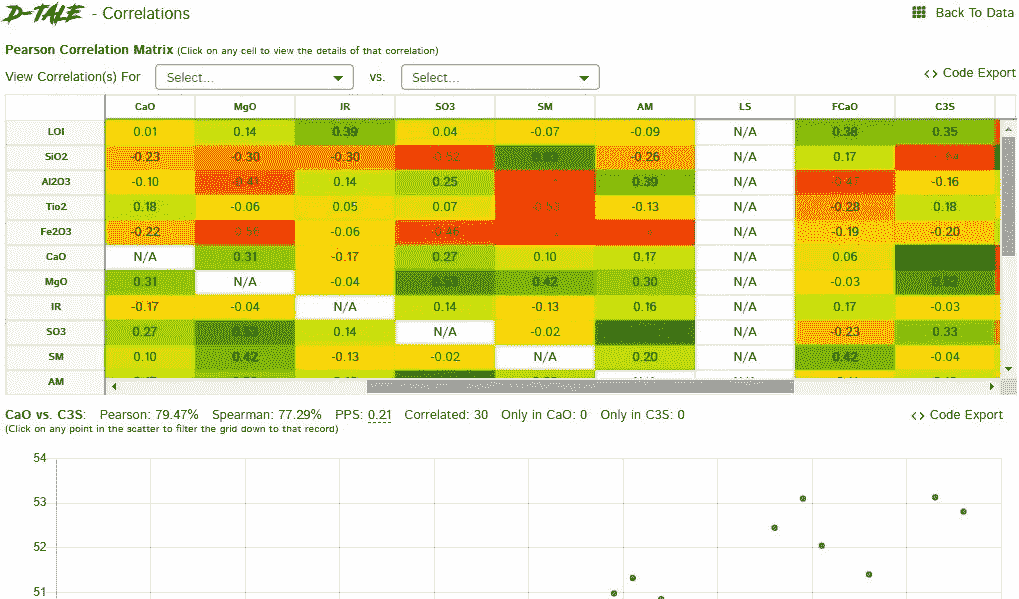 D-TALE - Correlations
Back To Data
Pearson Correlation Matrix (Click on any cell to view the details of that correlation)
View Correlation(s) For Select... vs. Select...
<> Code Export
CaO MgO IR SO3 SM AM LS FCaO C3S
LOI 0.01 0.14 0.39 0.04 -0.07 -0.09 N/A 0.38 0.35
SiO2 -0.23 -0.30 -0.30 -0.26 N/A 0.17
Al2O3 -0.10 0.14 0.25 0.39 N/A -0.47 -0.16
Tio2 0.18 -0.06 0.05 0.07 -0.53 -0.13 N/A -0.28 0.18
Fe2O3 -0.22 -0.06 N/A -0.19 -0.20
CaO N/A 0.31 -0.17 0.27 0.10 0.17 N/A 0.06
MgO 0.31 N/A -0.04 0.53 0.42 0.30 N/A -0.03
IR -0.17 -0.04 N/A 0.14 -0.13 0.16 N/A 0.17 -0.03
SO3 0.27 0.53 0.14 N/A -0.02 N/A -0.23 0.33
SM 0.10 0.42 -0.13 -0.02 N/A 0.20 N/A 0.42 -0.04
AM
CaO vs. C3S: Pearson: 79.47% Spearman: 77.29% PPS: 0.21 Correlated: 30 Only in CaO: 0 Only in C3S: 0
<> Code Export
(Click on any point in the scatter to filter the grid down to that record)
54
53
52
51